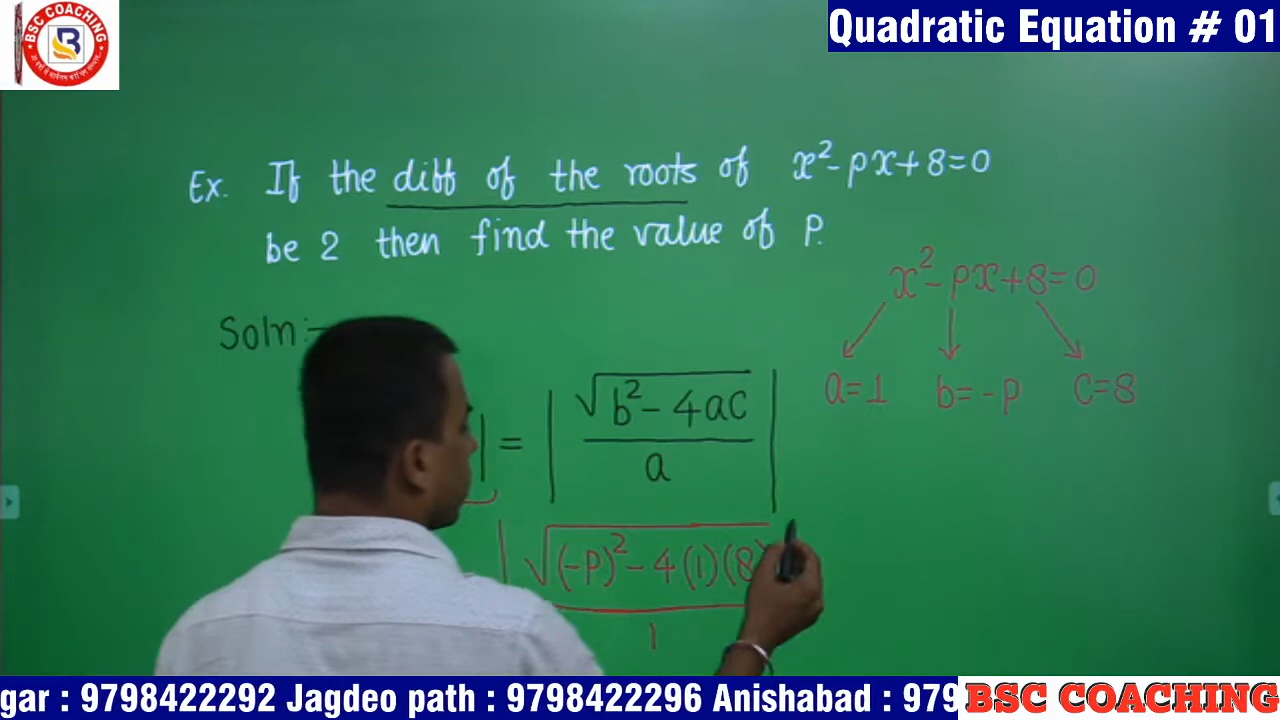 BSC COACHING
Quadratic Equation # 01
Ex. If the diff of the roots of x²-px+8=0
be 2 then find the value of P.
x²-px+8=0
a=1 b=-p c=8
Soln:-
| = | √b²-4ac / a |
| √(-p)²-4(1)(8) / 1
gar : 9798422292 Jagdeo path : 9798422296 Anishabad : 979
BSC COACHING